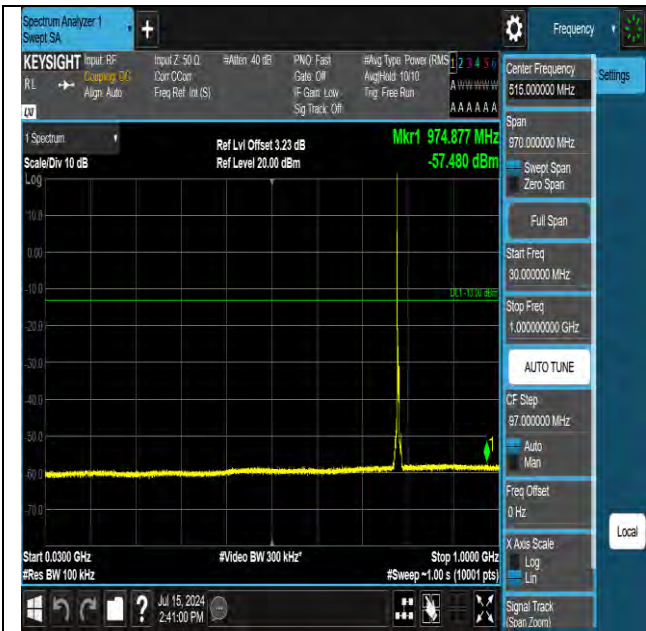 Spectrum Analyzer 1
Swept SA
+
Frequency
KEYSIGHT
RL
Input: RF
Coupling: DC
Align: Auto
Input Z: 50 Ω
Corr CCorr
Freq Ref: Int (S)
#Atten: 40 dB
PNO: Fast
Gate: Off
IF Gain: Low
Sig Track: Off
#Avg Type: Power (RMS
Avg|Hold: 10/10
Trig: Free Run
1 2 3 4 5 6
A W W W W W
A A A A A A
1 Spectrum
Scale/Div 10 dB
Log
Ref Lvl Offset 3.23 dB
Ref Level 20.00 dBm
Mkr1 974.877 MHz
-57.480 dBm
10.0
0.00
-10.0
DL1 -13.00 dBm
-20.0
-30.0
-40.0
-50.0
1
-60.0
-70.0
Start 0.0300 GHz
#Res BW 100 kHz
#Video BW 300 kHz*
Stop 1.0000 GHz
#Sweep ~1.00 s (10001 pts)
Jul 15, 2024
2:41:00 PM
?
Center Frequency
515.000000 MHz
Settings
Span
970.000000 MHz
Swept Span
Zero Span
Full Span
Start Freq
30.000000 MHz
Stop Freq
1.000000000 GHz
AUTO TUNE
CF Step
97.000000 MHz
Auto
Man
Freq Offset
0 Hz
X Axis Scale
Log
Lin
Local
Signal Track
(Span Zoom)